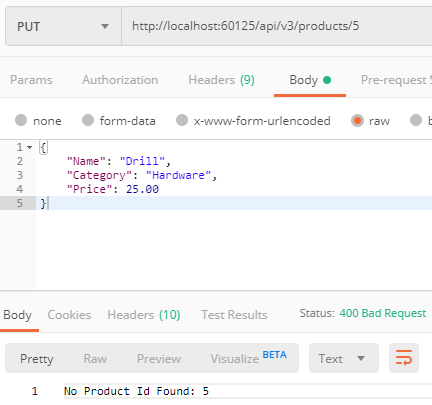 PUT http://localhost:60125/api/v3/products/5
Params Authorization Headers (9) Body Pre-request S
none form-data x-www-form-urlencoded raw b
1 {
2 "Name": "Drill",
3 "Category": "Hardware",
4 "Price": 25.00
5 }
Body Cookies Headers (10) Test Results Status: 400 Bad Request
Pretty Raw Preview Visualize BETA Text
1 No Product Id Found: 5